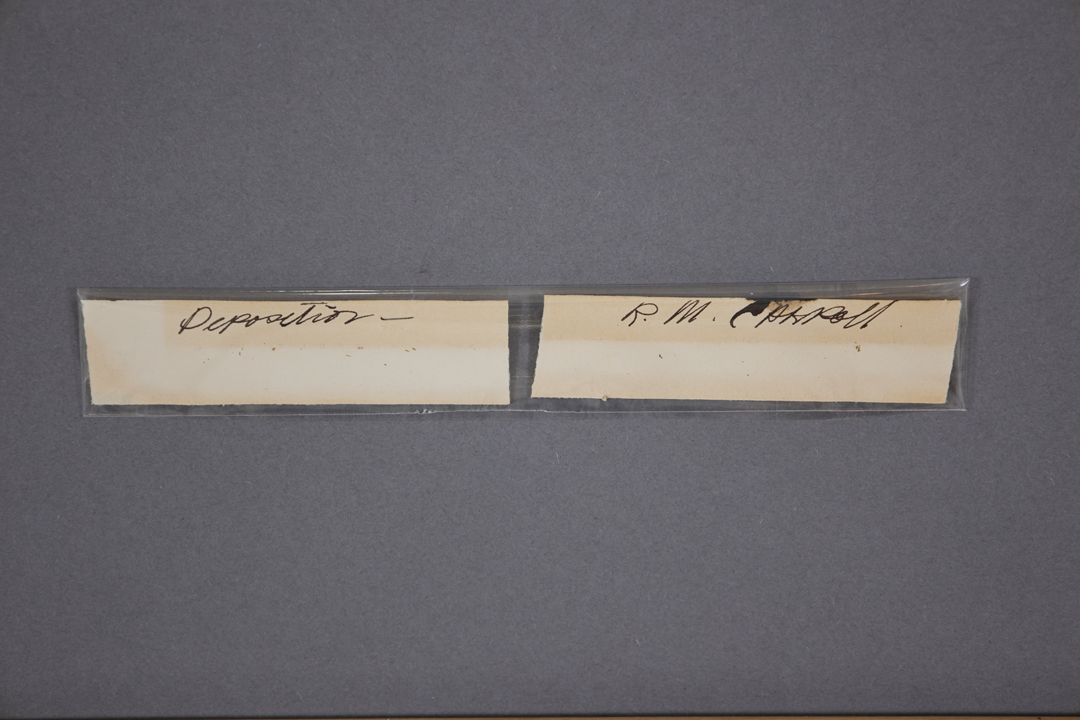 Deposition —
R. M. CARRoll.